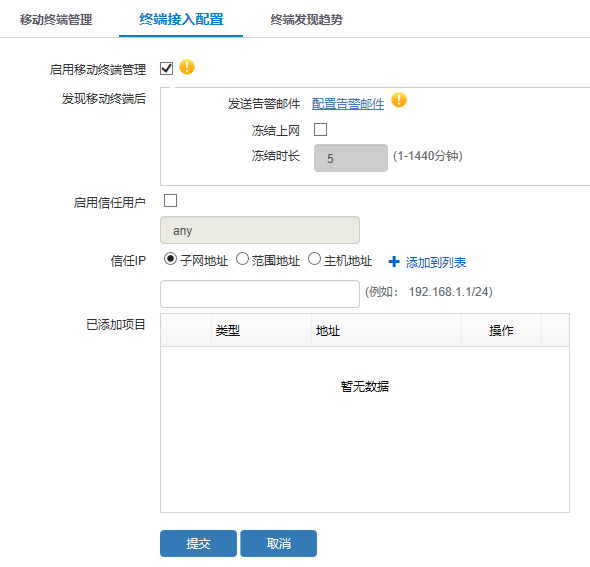 移动终端管理 终端接入配置 终端发现趋势
启用移动终端管理
发现移动终端后
发送告警邮件 配置告警邮件
冻结上网
冻结时长 5 (1-1440分钟)
启用信任用户
any
信任IP 子网地址 范围地址 主机地址 添加到列表
(例如： 192.168.1.1/24)
已添加项目
类型 地址 操作
暂无数据
提交 取消